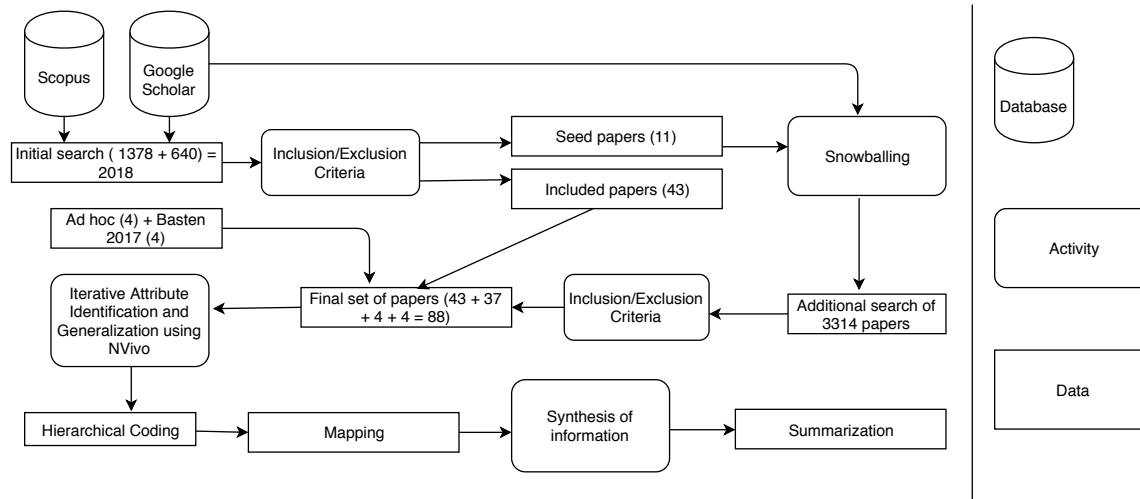 Scopus
Google
Scholar
Initial search ( 1378 + 640) =
2018
Inclusion/Exclusion
Criteria
Seed papers (11)
Included papers (43)
Snowballing
Ad hoc (4) + Basten
2017 (4)
Iterative Attribute
Identification and
Generalization using
NVivo
Final set of papers (43 + 37
+ 4 + 4 = 88)
Inclusion/Exclusion
Criteria
Additional search of
3314 papers
Hierarchical Coding
Mapping
Synthesis of
information
Summarization
Database
Activity
Data